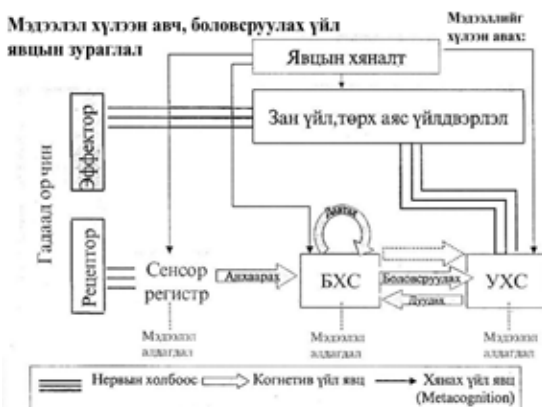 Мэдээлэл хүлээн авч, боловсруулах үйл
явцын зураглал
Мэдээллийг
хүлээн авах:
Явцын хяналт
Зан үйл,төрх аяс үйлдвэрлэл
Гадаад орчин
Эффектор
Рецептор
Сенсор
регистр
Анхаарах
Давтах
БХС
Боловсруулах
Дуудах
УХС
Мэдээлэл
алдагдал
Мэдээлэл
алдагдал
Мэдээлэл
алдагдал
Нервын холбоос
Когнетив үйл явц
Хянах үйл явц
(Metacognition)